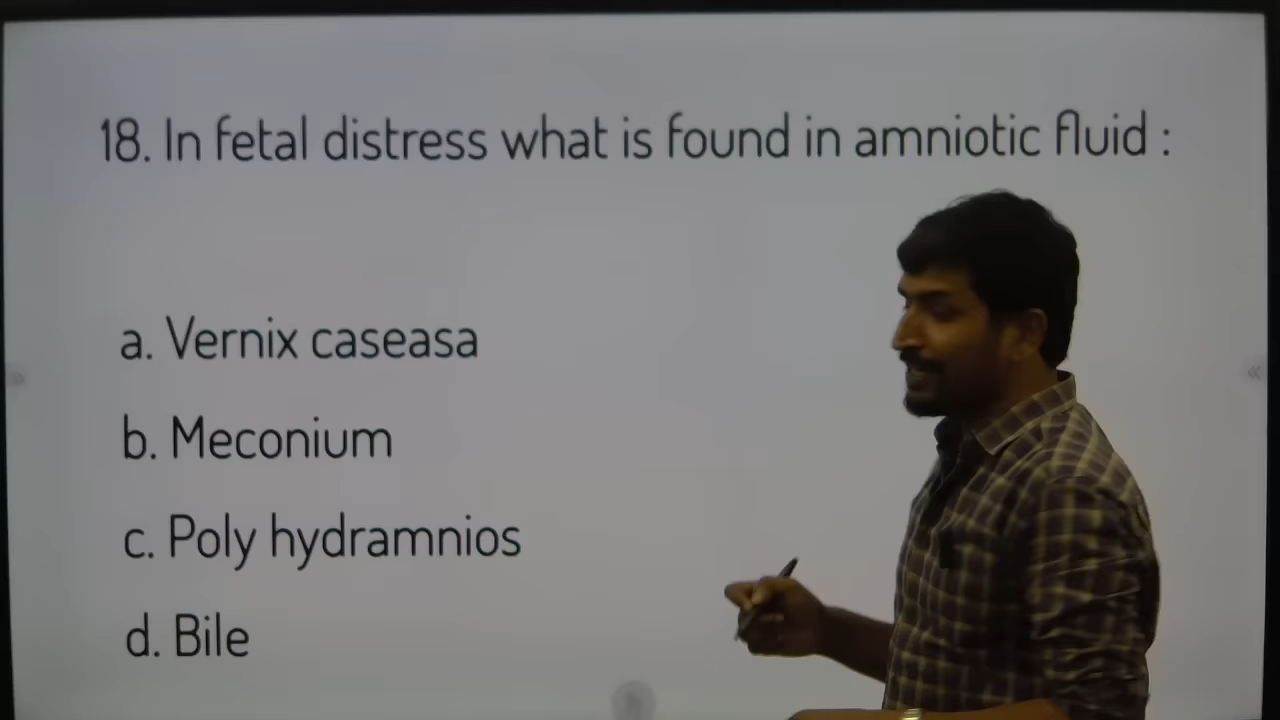 18. In fetal distress what is found in amniotic fluid :
a. Vernix caseasa
b. Meconium
c. Poly hydramnios
d. Bile